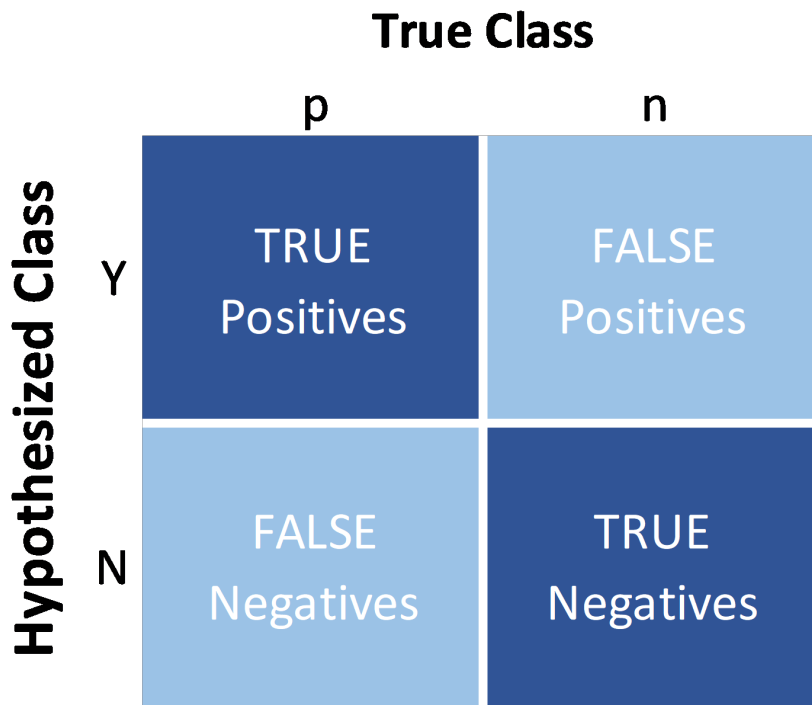 True Class
p
n
Hypothesized Class
Y
TRUE
Positives
FALSE
Positives
N
FALSE
Negatives
TRUE
Negatives